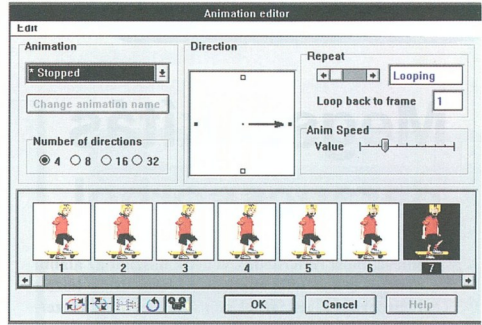 Animation editor
Edit
Animation
* Stopped
Change animation name
Number of directions
4 8 16 32
Direction
Repeat
Looping
Loop back to frame 1
Anim Speed
Value
1 2 3 4 5 6 7
OK Cancel Help